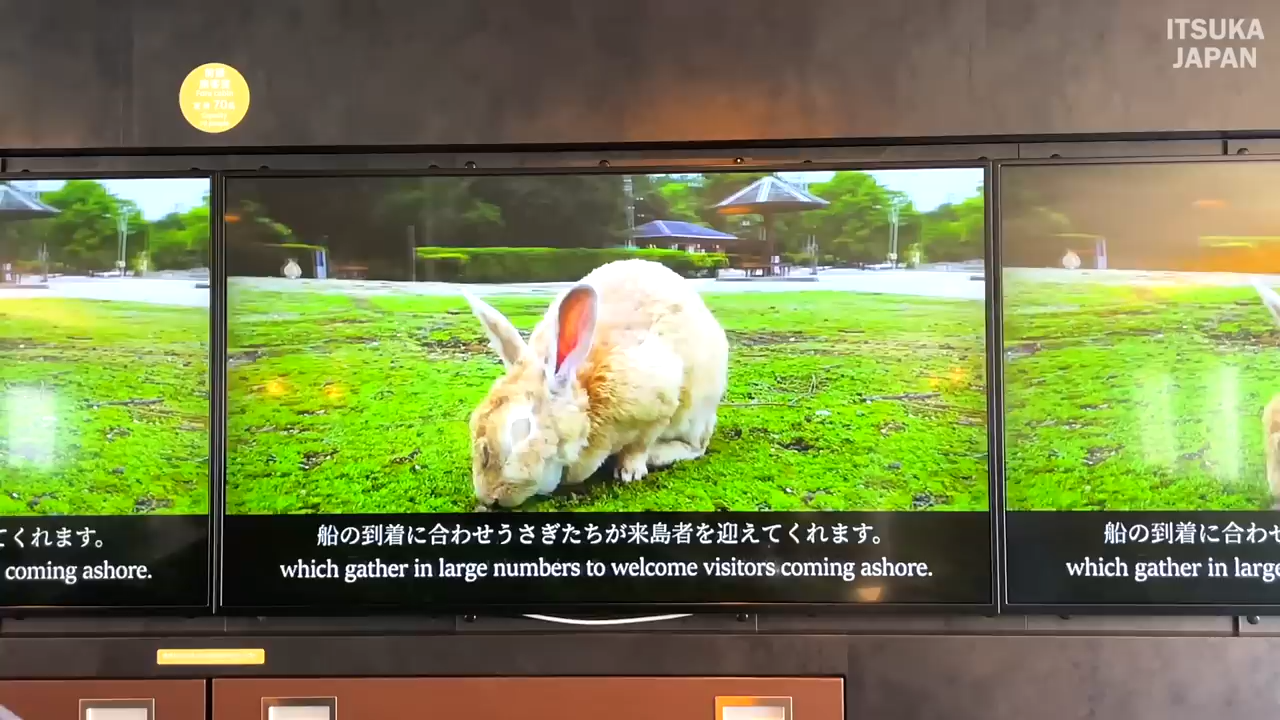 ITSUKA
JAPAN
てくれます。
coming ashore.
船の到着に合わせうさぎたちが来島者を迎えてくれます。
which gather in large numbers to welcome visitors coming ashore.
船の到着に合わせ
which gather in large